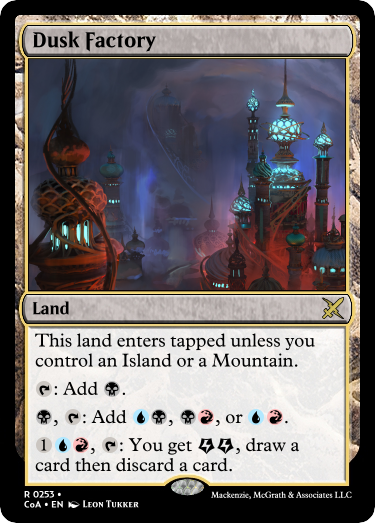 Dusk Factory
Land
This land enters tapped unless you
control an Island or a Mountain.
: Add .
, : Add , , or .
1 , : You get , draw a
card then discard a card.
R 0253 •
CoA • EN Leon Tukker
Mackenzie, McGrath & Associates LLC